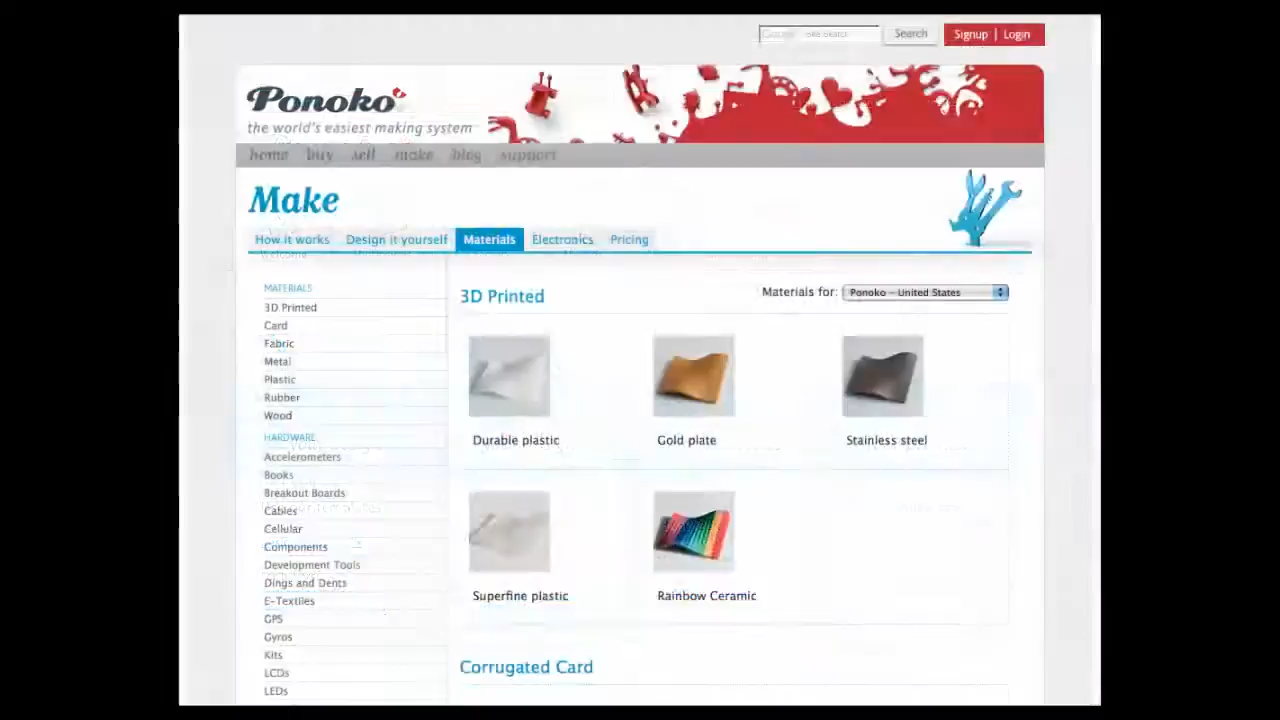 Site Search Search Signup | Login
Ponoko
the world's easiest making system
home buy sell make blog support
Make
How it works Design it yourself Materials Electronics Pricing
Welcome
MATERIALS
3D Printed
Card
Fabric
Metal
Plastic
Rubber
Wood
HARDWARE
Accelerometers
Books
Breakout Boards
Cables
Cellular
Components
Development Tools
Dings and Dents
E-Textiles
GPS
Gyros
Kits
LCDs
LEDs
3D Printed
Materials for: Ponoko - United States
Durable plastic Gold plate Stainless steel
Superfine plastic Rainbow Ceramic
Corrugated Card